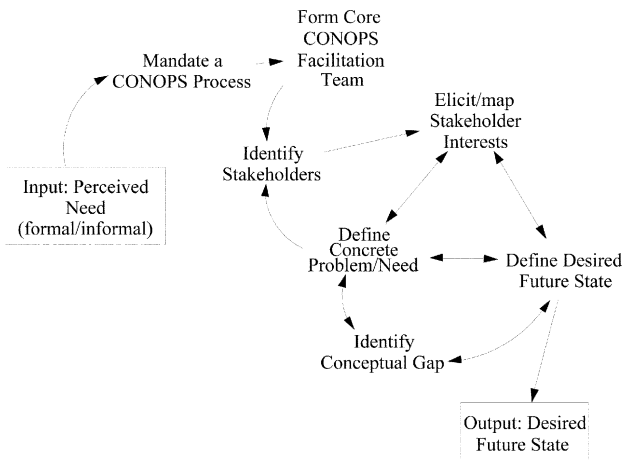 Form Core
CONOPS
Facilitation
Team
Mandate a
CONOPS Process
Elicit/map
Stakeholder
Interests
Identify
Stakeholders
Input: Perceived
Need
(formal/informal)
Define
Concrete
Problem/Need
Define Desired
Future State
Identify
Conceptual Gap
Output: Desired
Future State